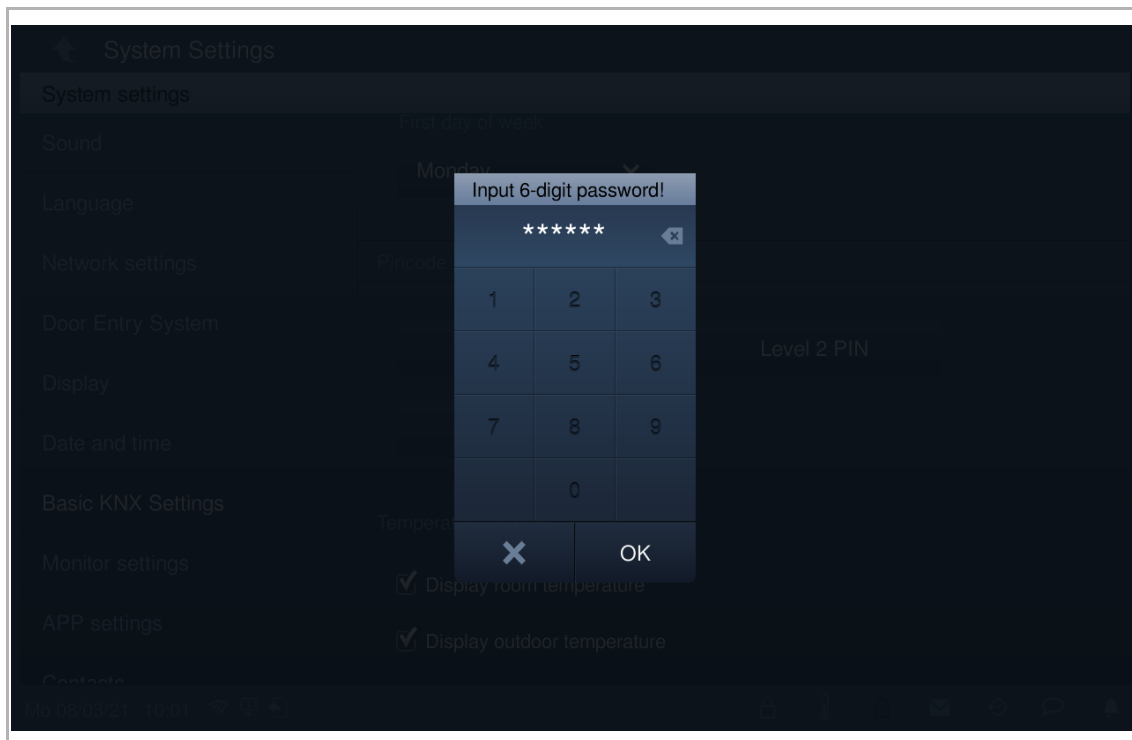 System Settings
System settings
Sound
Language
Network settings
Door Entry System
Display
Date and time
Basic KNX Settings
Monitor settings
APP settings
Contacts
First day of week
Monday
Pincode
Level 2 PIN
Display room temperature
Display outdoor temperature
Input 6-digit password!
******
1 2 3
4 5 6
7 8 9
0
OK
Mo 08/03/21 10:01